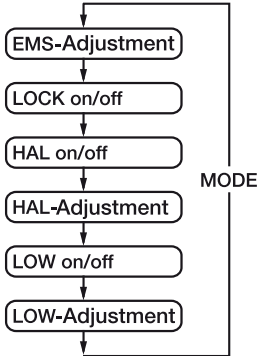 EMS-Adjustment
LOCK on/off
HAL on/off
MODE
HAL-Adjustment
LOW on/off
LOW-Adjustment